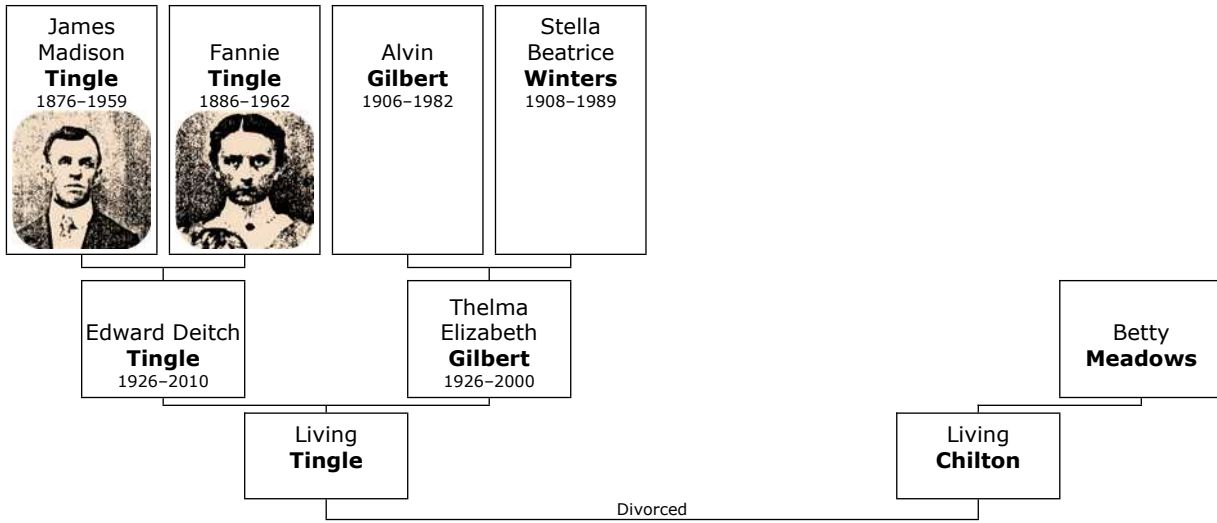 James
Madison
Tingle
1876–1959
Fannie
Tingle
1886–1962
Alvin
Gilbert
1906–1982
Stella
Beatrice
Winters
1908–1989
Edward Deitch
Tingle
1926–2010
Thelma
Elizabeth
Gilbert
1926–2000
Betty
Meadows
Living
Tingle
Living
Chilton
Divorced